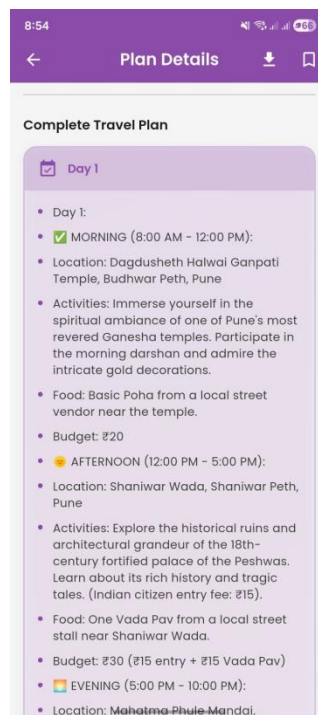 8:54
66
Plan Details
Complete Travel Plan
Day 1
• Day 1:
• ✅ MORNING (8:00 AM - 12:00 PM):
• Location: Dagdusheth Halwai Ganpati
Temple, Budhwar Peth, Pune
• Activities: Immerse yourself in the
spiritual ambiance of one of Pune's most
revered Ganesha temples. Participate in
the morning darshan and admire the
intricate gold decorations.
• Food: Basic Poha from a local street
vendor near the temple.
• Budget: ₹20
• 🌞 AFTERNOON (12:00 PM - 5:00 PM):
• Location: Shaniwar Wada, Shaniwar Peth,
Pune
• Activities: Explore the historical ruins and
architectural grandeur of the 18th-
century fortified palace of the Peshwas.
Learn about its rich history and tragic
tales. (Indian citizen entry fee: ₹15).
• Food: One Vada Pav from a local street
stall near Shaniwar Wada.
• Budget: ₹30 (₹15 entry + ₹15 Vada Pav)
• 🌅 EVENING (5:00 PM - 10:00 PM):
• Location: Mahatma Phule Mandai,